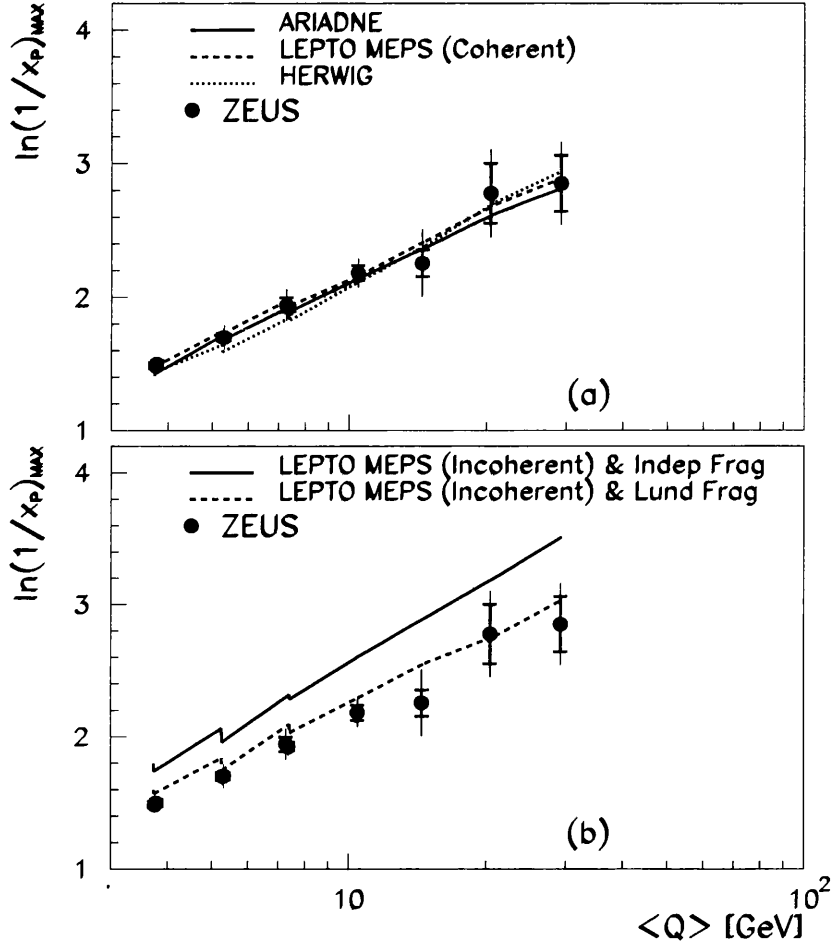 ln(1/x_P)_MAX
4
3
2
1
ARIADNE
LEPTO MEPS (Coherent)
HERWIG
ZEUS
(a)
ln(1/x_P)_MAX
4
3
2
1
LEPTO MEPS (Incoherent) & Indep Frag
LEPTO MEPS (Incoherent) & Lund Frag
ZEUS
(b)
10
10²
<Q> [GeV]